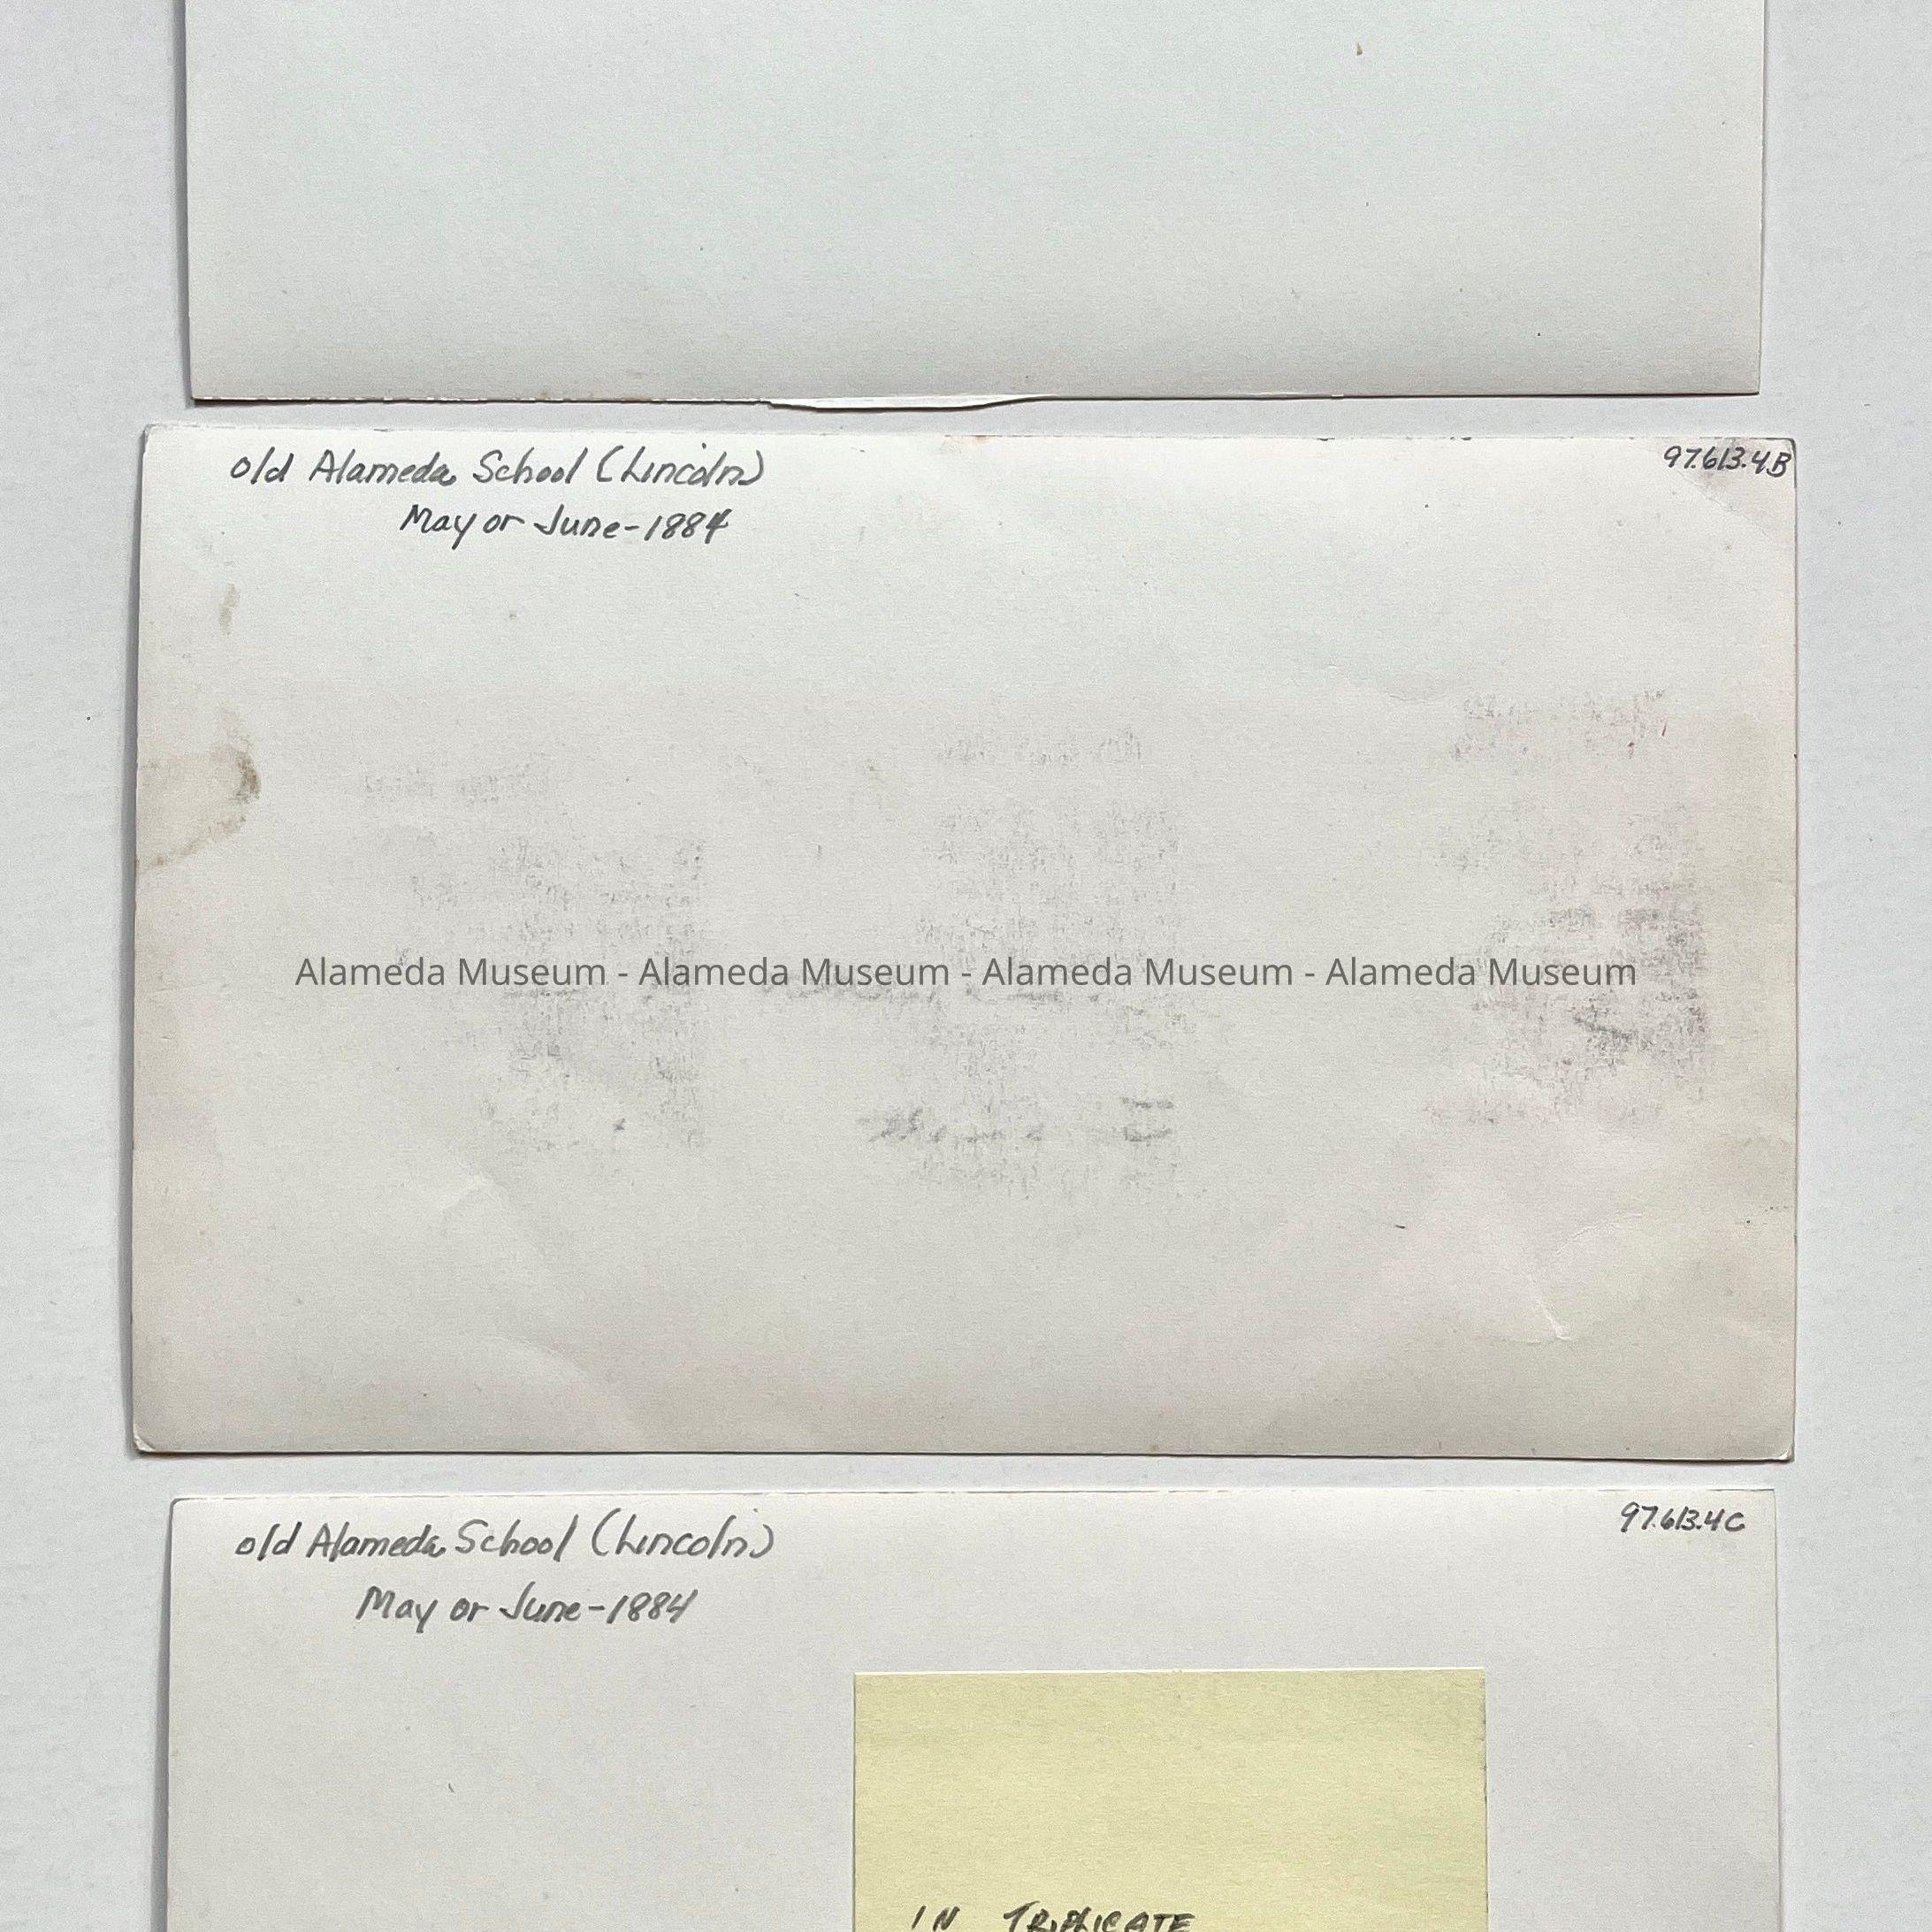 old Alameda School (Lincoln)
May or June-1884
97.613.4B
Alameda Museum - Alameda Museum - Alameda Museum - Alameda Museum
old Alameda School (Lincoln)
May or June-1884
97.613.4C
IN TRIPLICATE